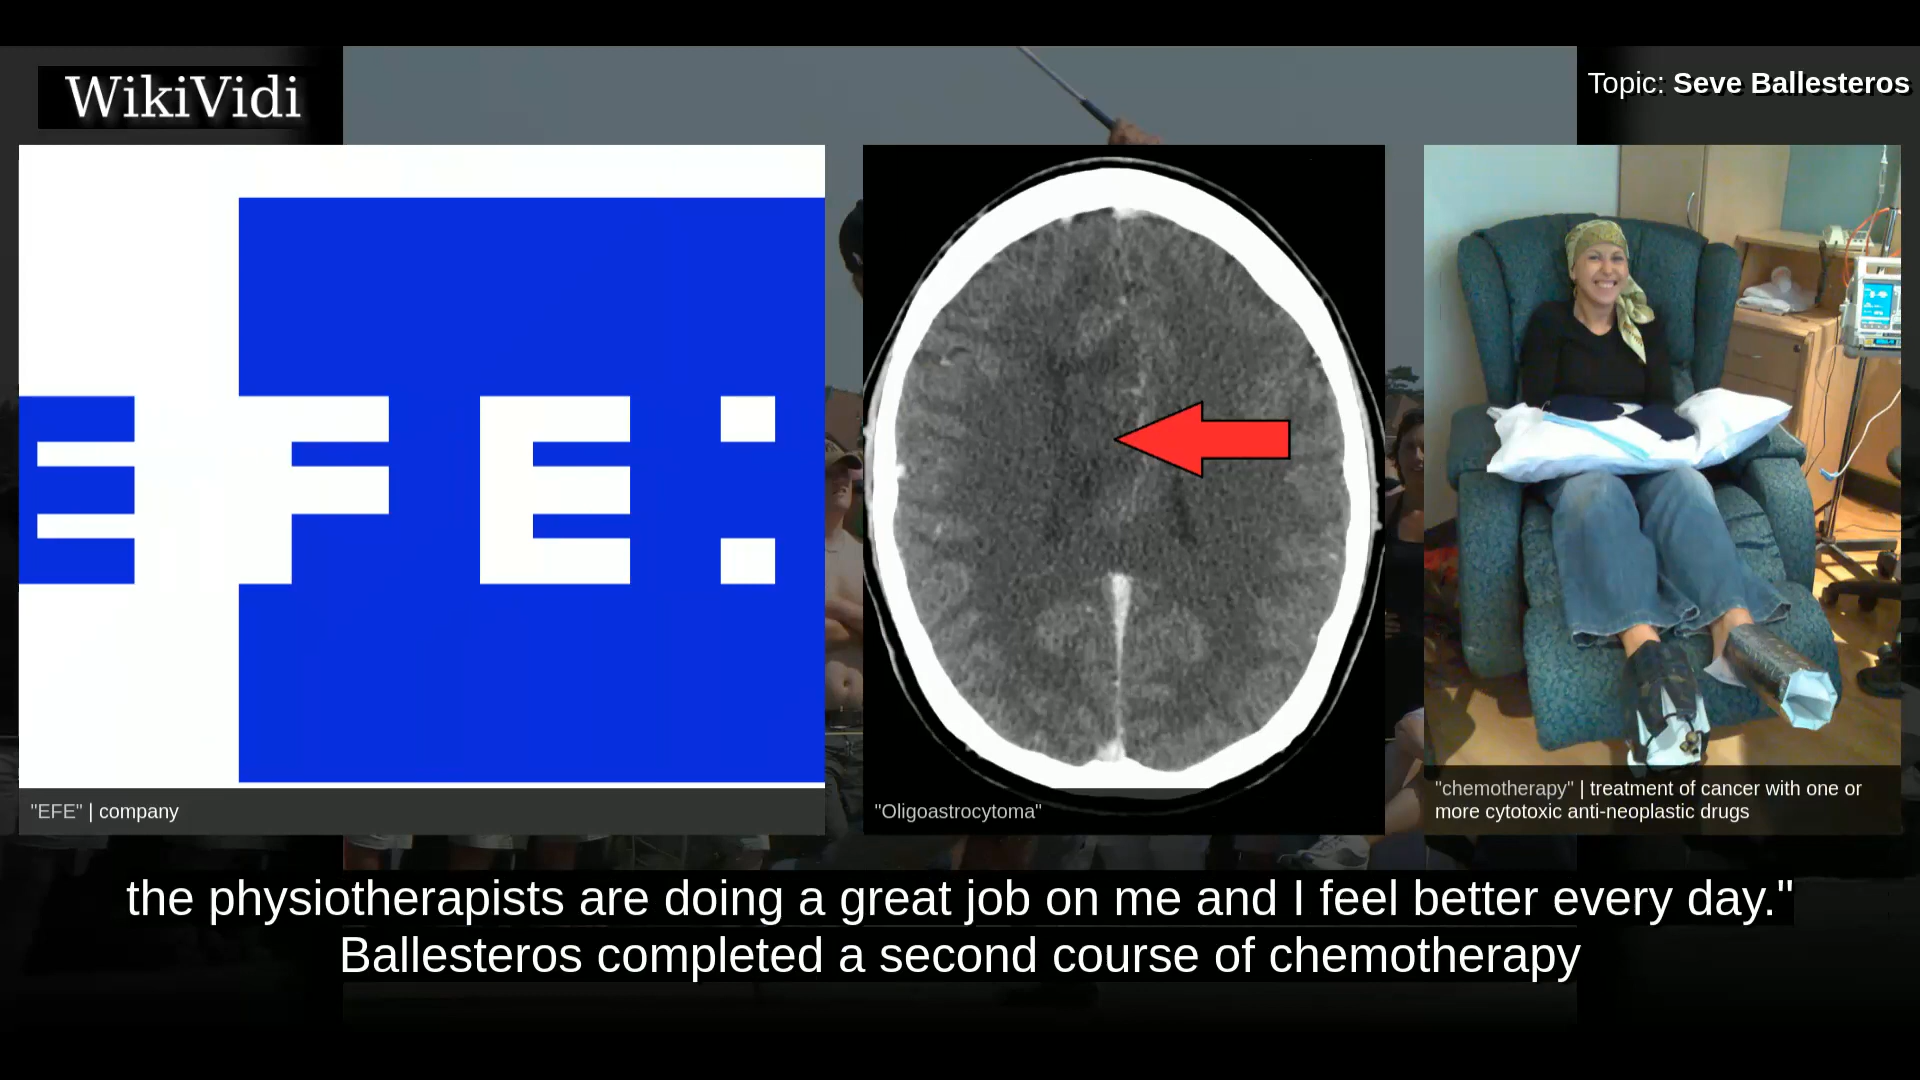 WikiVidi
Topic: Seve Ballesteros
EFE:
"EFE" | company
"Oligoastrocytoma"
"chemotherapy" | treatment of cancer with one or
more cytotoxic anti-neoplastic drugs
the physiotherapists are doing a great job on me and I feel better every day."
Ballesteros completed a second course of chemotherapy